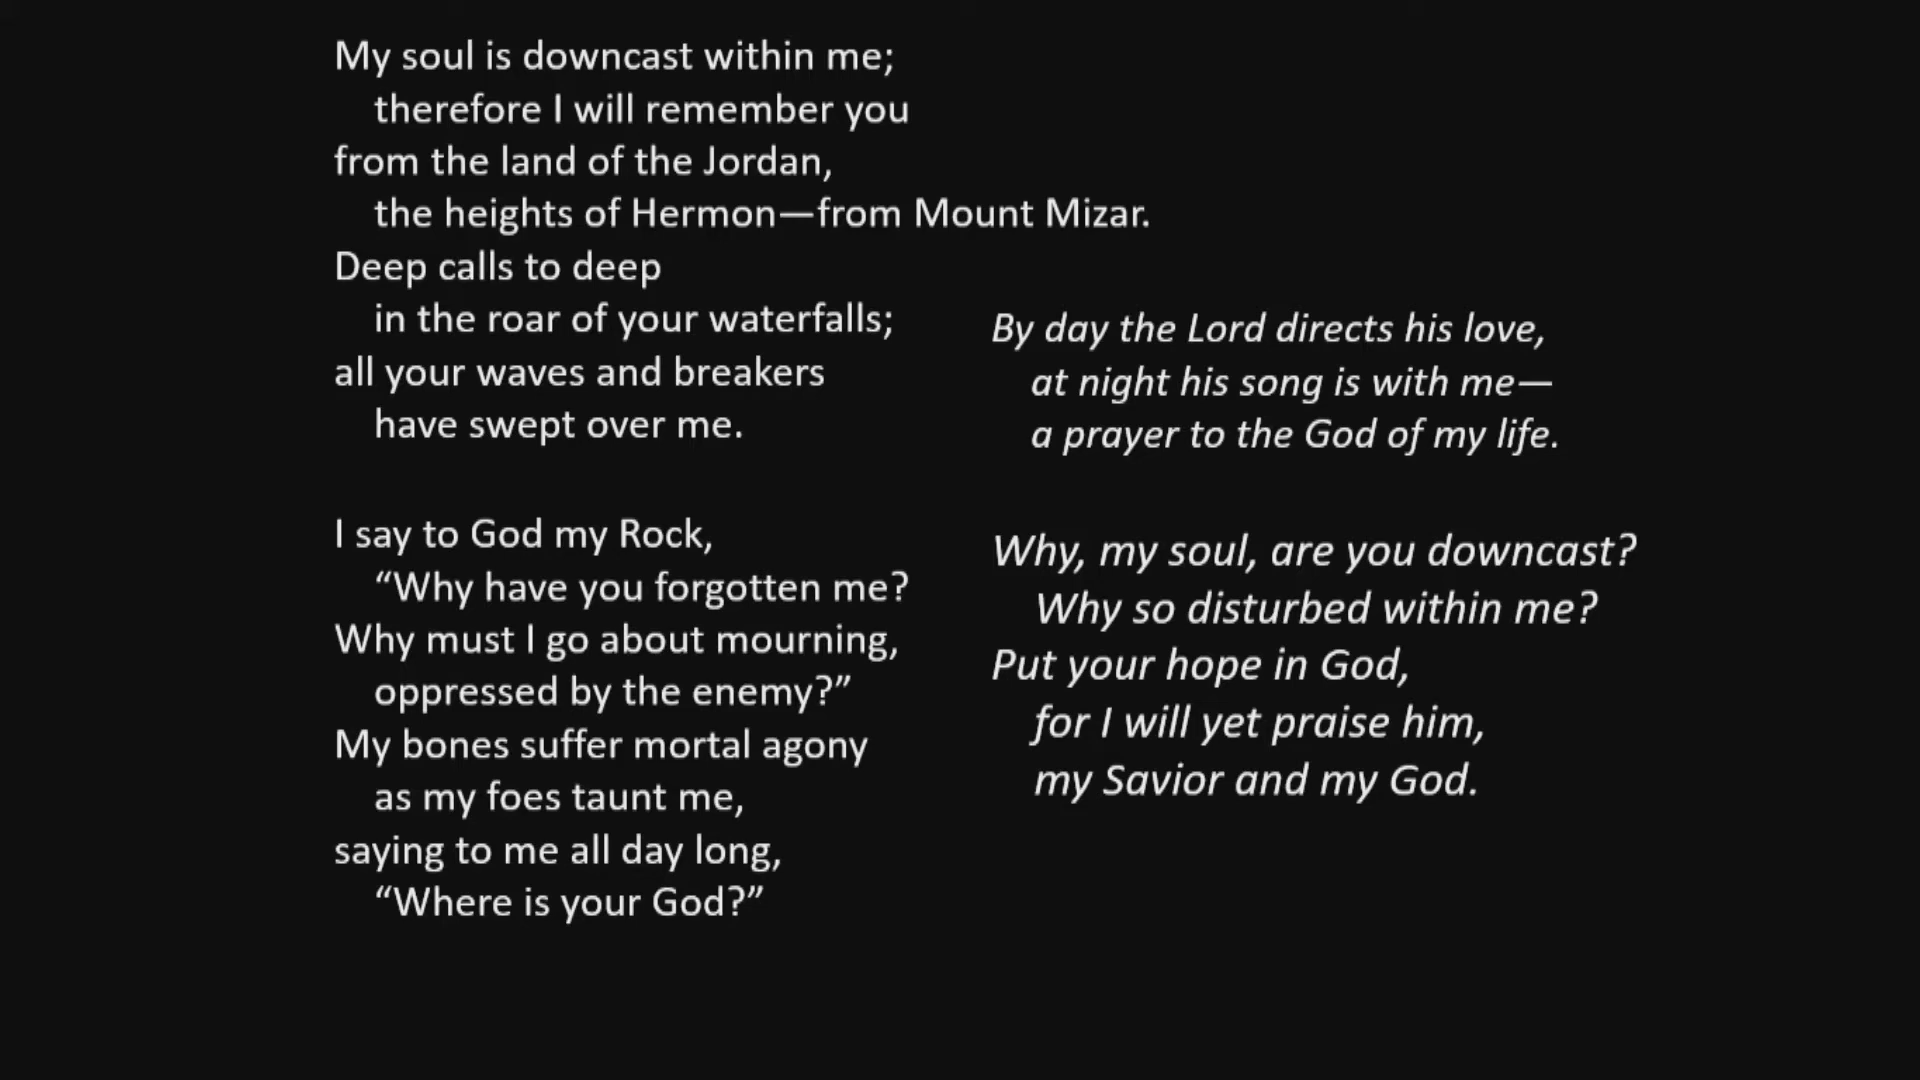 My soul is downcast within me;
therefore I will remember you
from the land of the Jordan,
the heights of Hermon—from Mount Mizar.
Deep calls to deep
in the roar of your waterfalls;
all your waves and breakers
have swept over me.
By day the Lord directs his love,
at night his song is with me—
a prayer to the God of my life.
I say to God my Rock,
“Why have you forgotten me?
Why must I go about mourning,
oppressed by the enemy?”
My bones suffer mortal agony
as my foes taunt me,
saying to me all day long,
“Where is your God?”
Why, my soul, are you downcast?
Why so disturbed within me?
Put your hope in God,
for I will yet praise him,
my Savior and my God.